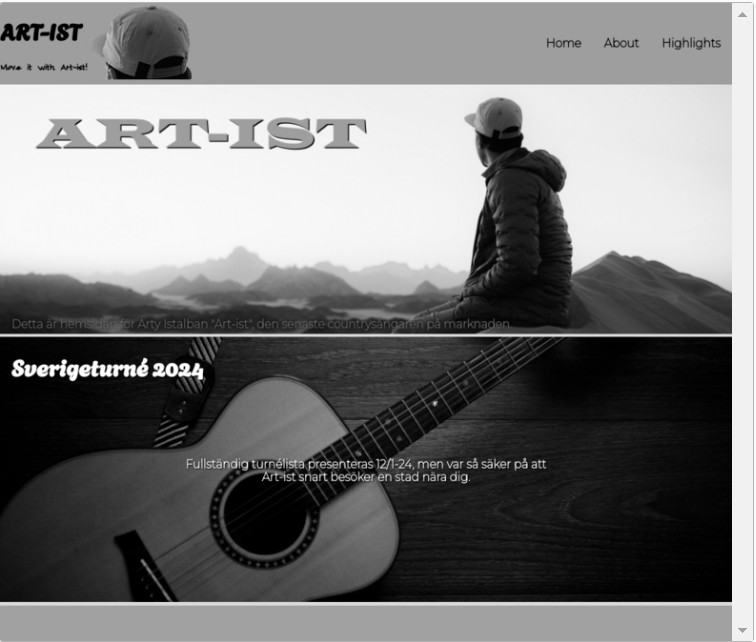 ART-IST
Move it with Art-ist!
Home About Highlights
ART-IST
Detta är hemsidan för Arty Istalban "Art-ist", den senaste countrysångaren på marknaden.
Sverigeturné 2024
Fullständig turnélista presenteras 12/1-24, men var så säker på att
Art-ist snart besöker en stad nära dig.